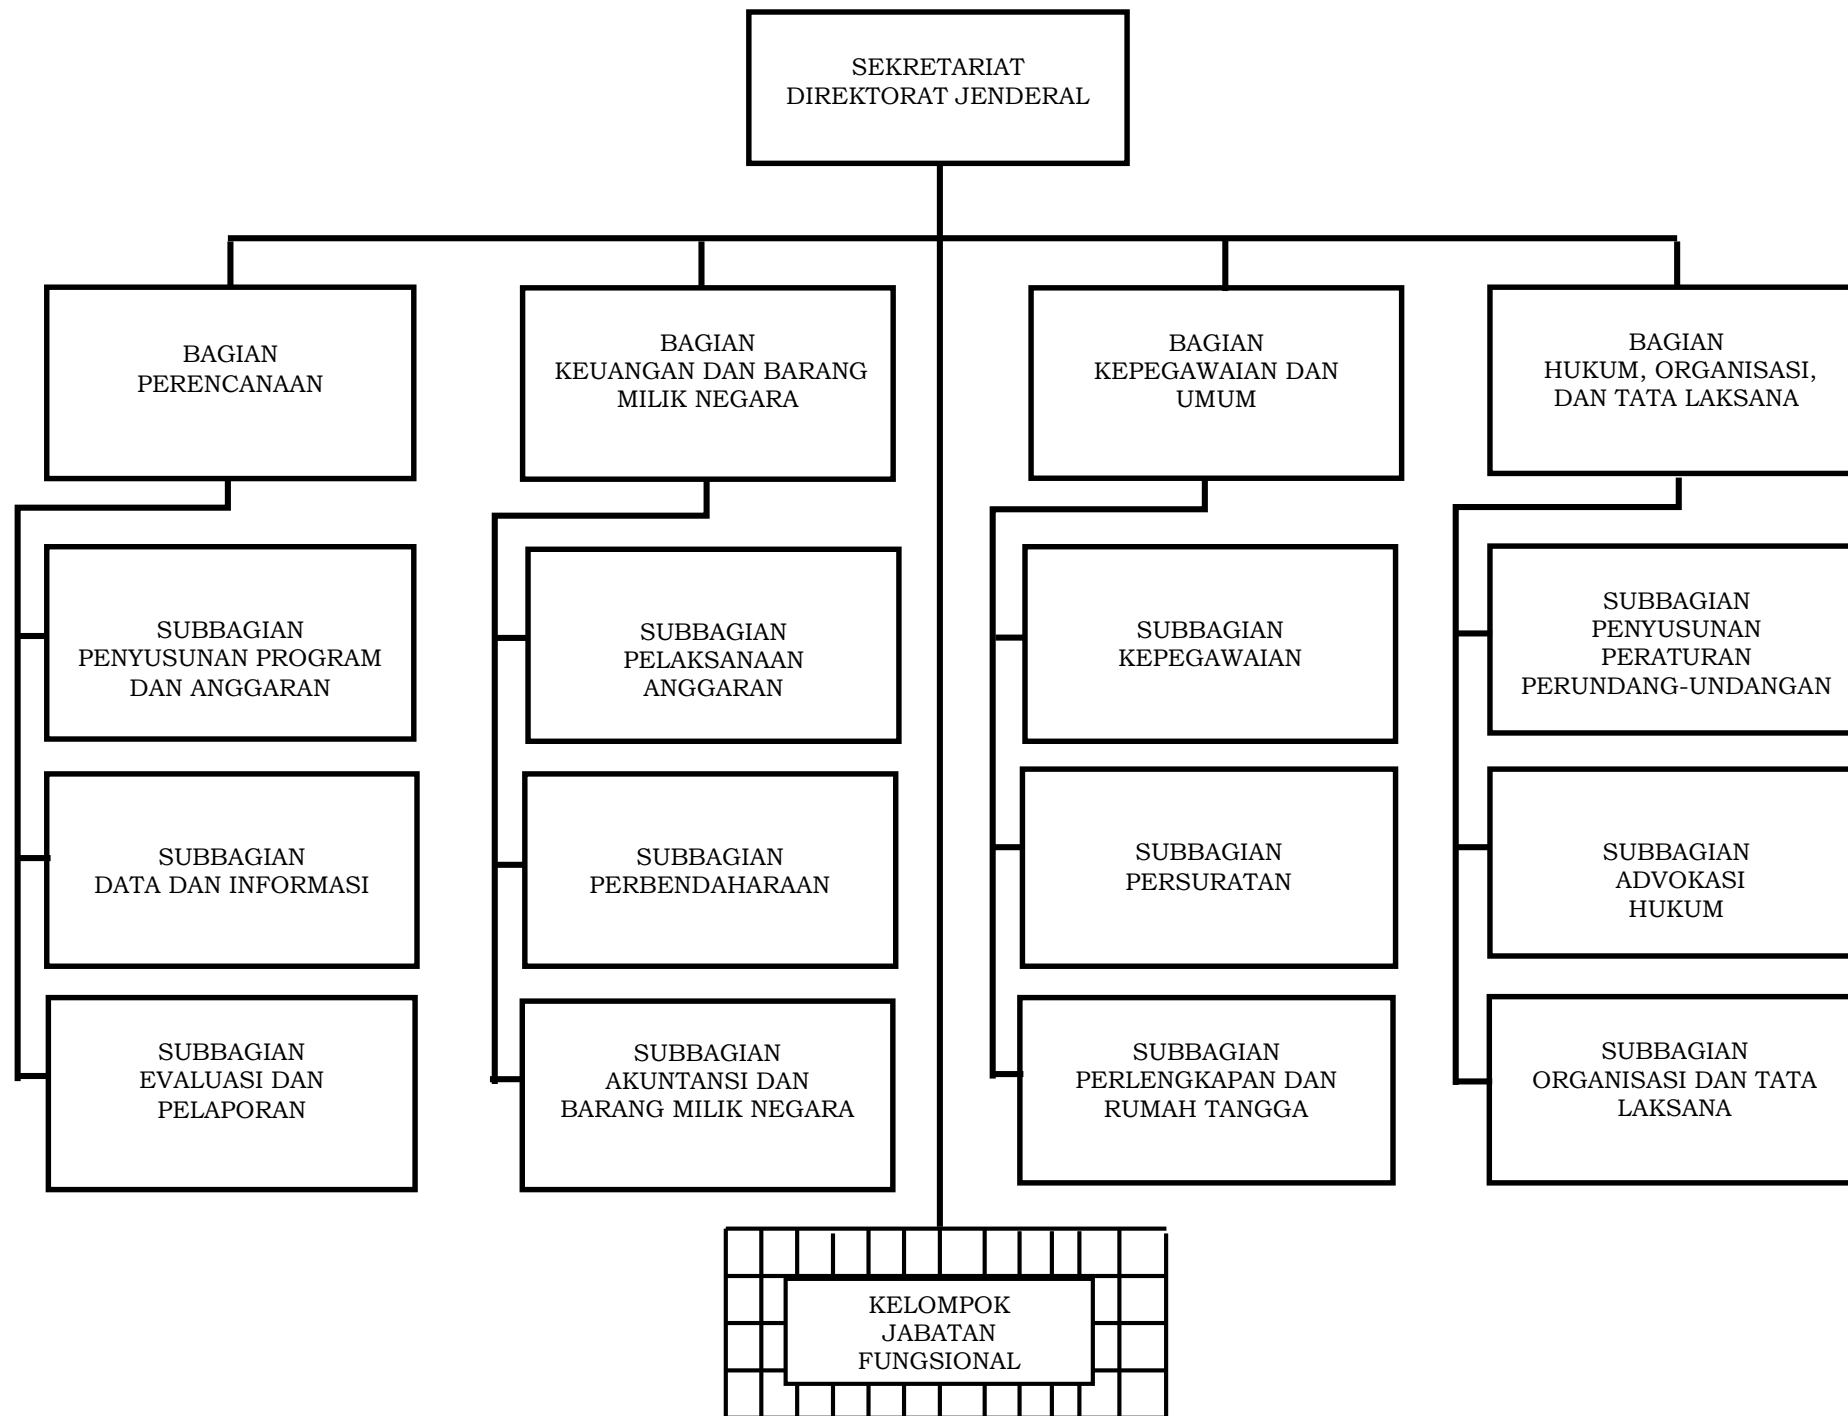 SEKRETARIAT
DIREKTORAT JENDERAL
BAGIAN
PERENCANAAN
BAGIAN
KEUANGAN DAN BARANG
MILIK NEGARA
BAGIAN
KEPEGAWAIAN DAN
UMUM
BAGIAN
HUKUM, ORGANISASI,
DAN TATA LAKSANA
SUBBAGIAN
PENYUSUNAN PROGRAM
DAN ANGGARAN
SUBBAGIAN
PELAKSANAAN
ANGGARAN
SUBBAGIAN
KEPEGAWAIAN
SUBBAGIAN
PENYUSUNAN
PERATURAN
PERUNDANG-UNDANGAN
SUBBAGIAN
DATA DAN INFORMASI
SUBBAGIAN
PERBENDAHARAAN
SUBBAGIAN
PERSURATAN
SUBBAGIAN
ADVOKASI
HUKUM
SUBBAGIAN
EVALUASI DAN
PELAPORAN
SUBBAGIAN
AKUNTANSI DAN
BARANG MILIK NEGARA
SUBBAGIAN
PERLENGKAPAN DAN
RUMAH TANGGA
SUBBAGIAN
ORGANISASI DAN TATA
LAKSANA
KELOMPOK
JABATAN
FUNGSIONAL